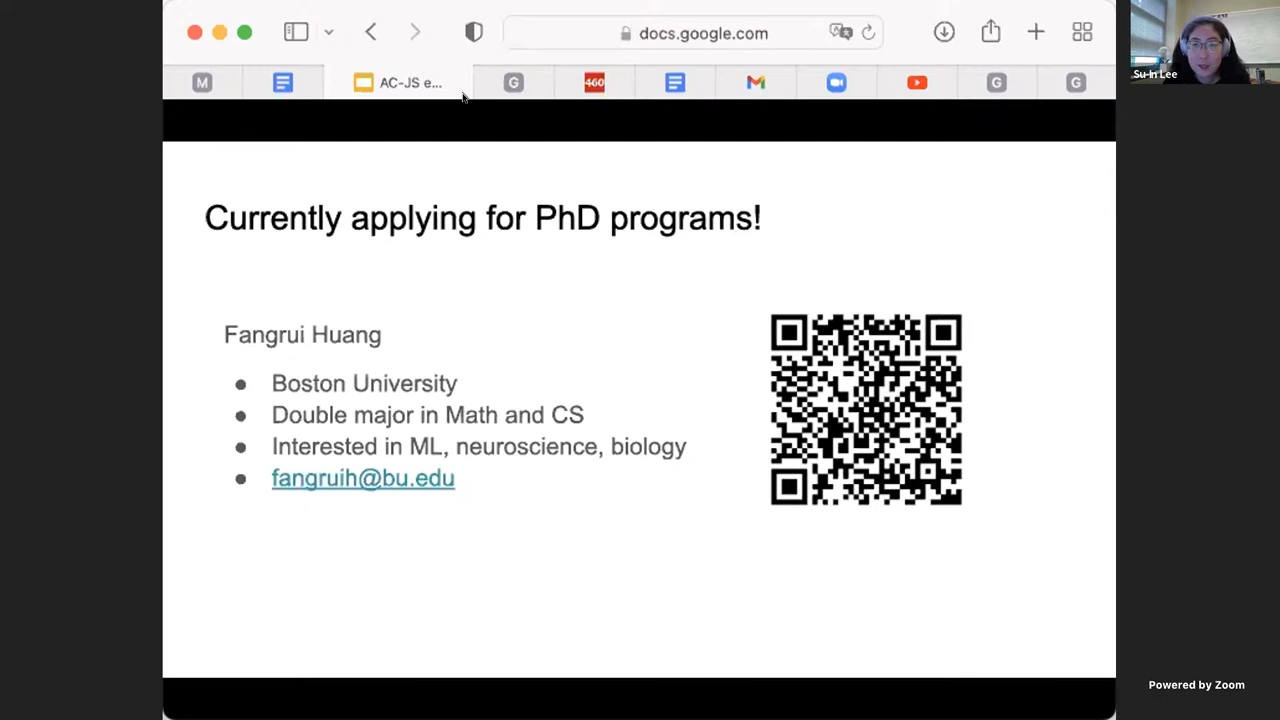 docs.google.com
M
AC-JS e...
G
460
G
G
Su-In Lee
Currently applying for PhD programs!
Fangrui Huang
● Boston University
● Double major in Math and CS
● Interested in ML, neuroscience, biology
● fangruih@bu.edu
Powered by Zoom